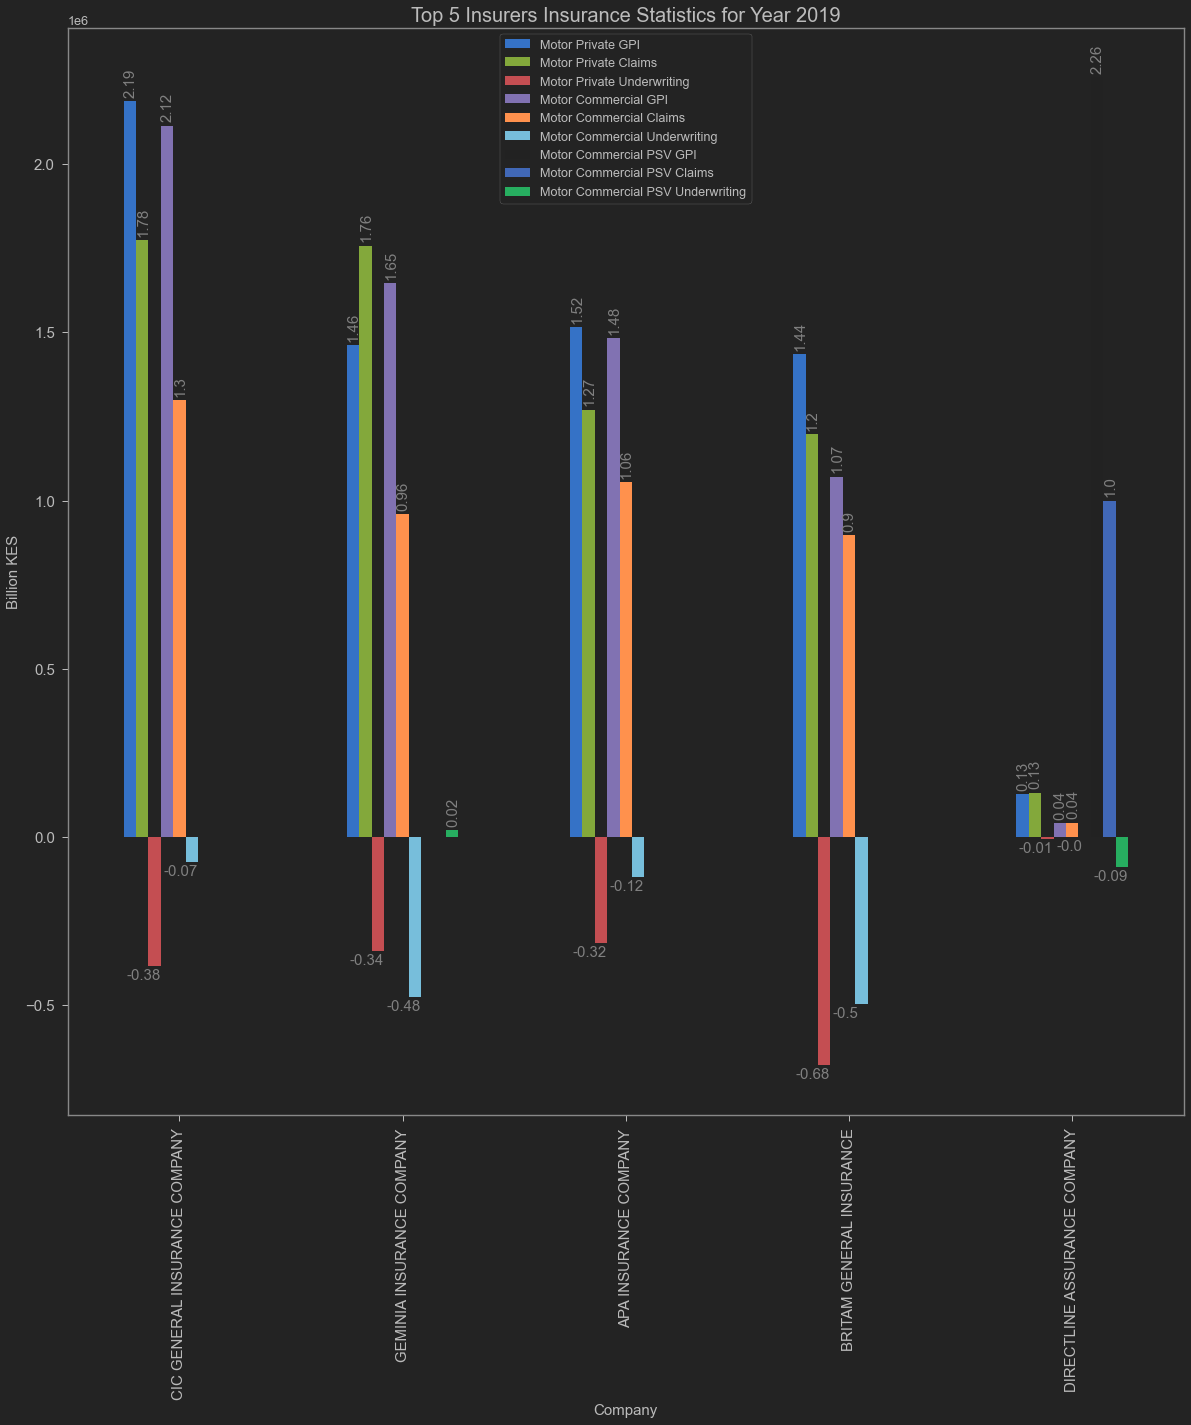 Top 5 Insurers Insurance Statistics for Year 2019
1e6
Motor Private GPI
Motor Private Claims
Motor Private Underwriting
Motor Commercial GPI
Motor Commercial Claims
Motor Commercial Underwriting
Motor Commercial PSV GPI
Motor Commercial PSV Claims
Motor Commercial PSV Underwriting
Billion KES
2.0
1.5
1.0
0.5
0.0
−0.5
2.19
1.78
-0.38
2.12
1.3
-0.07
1.46
1.76
-0.34
1.65
0.96
-0.48
0.02
1.52
1.27
-0.32
1.48
1.06
-0.12
1.44
1.2
-0.68
1.07
0.9
-0.5
0.13
0.13
-0.01
0.04
0.04
-0.0
2.26
1.0
-0.09
CIC GENERAL INSURANCE COMPANY
GEMINIA INSURANCE COMPANY
APA INSURANCE COMPANY
BRITAM GENERAL INSURANCE
DIRECTLINE ASSURANCE COMPANY
Company